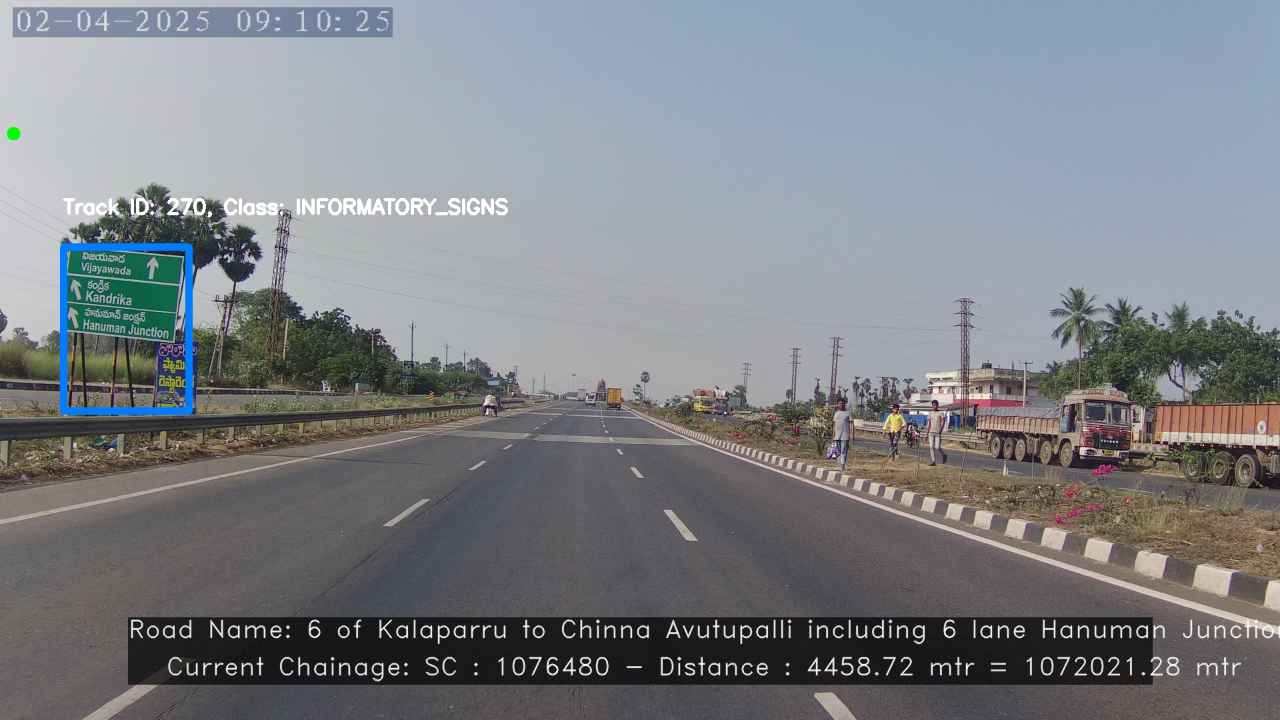 02-04-2025 09:10:25
Track ID: 270, Class: INFORMATORY_SIGNS
విజయవాడ
Vijayawada
కండ్రిక
Kandrika
హనుమాన్ జంక్షన్
Hanuman Junction
Road Name: 6 of Kalaparru to Chinna Avutupalli including 6 lane Hanuman Junctio
Current Chainage: SC : 1076480 - Distance : 4458.72 mtr = 1072021.28 mtr